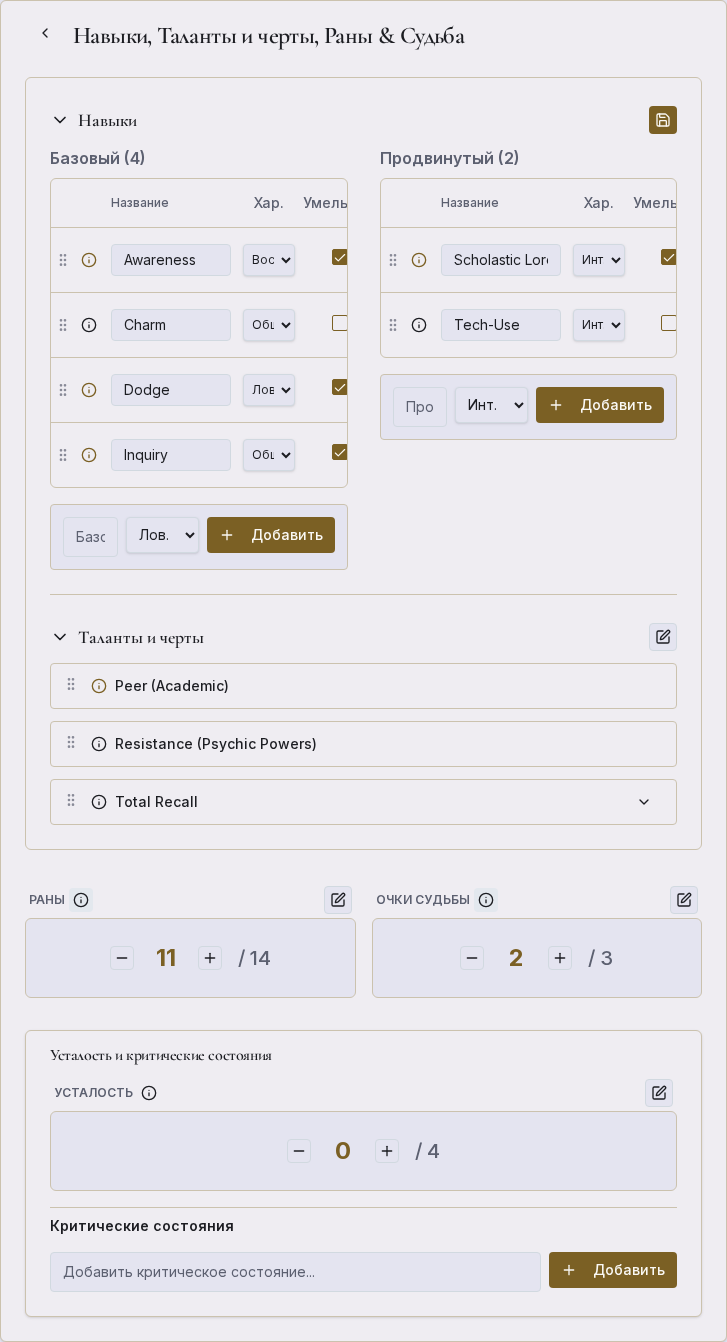 Навыки, Таланты и черты, Раны & Судьба
Навыки
Базовый (4)
Название Хар. Умель
Awareness Вос
Charm Общ
Dodge Лов
Inquiry Общ
Базо Лов. + Добавить
Продвинутый (2)
Название Хар. Умель
Scholastic Lore Инт
Tech-Use Инт
Про Инт. + Добавить
Таланты и черты
Peer (Academic)
Resistance (Psychic Powers)
Total Recall
РАНЫ
− 11 + / 14
ОЧКИ СУДЬБЫ
− 2 + / 3
Усталость и критические состояния
УСТАЛОСТЬ
− 0 + / 4
Критические состояния
Добавить критическое состояние... + Добавить